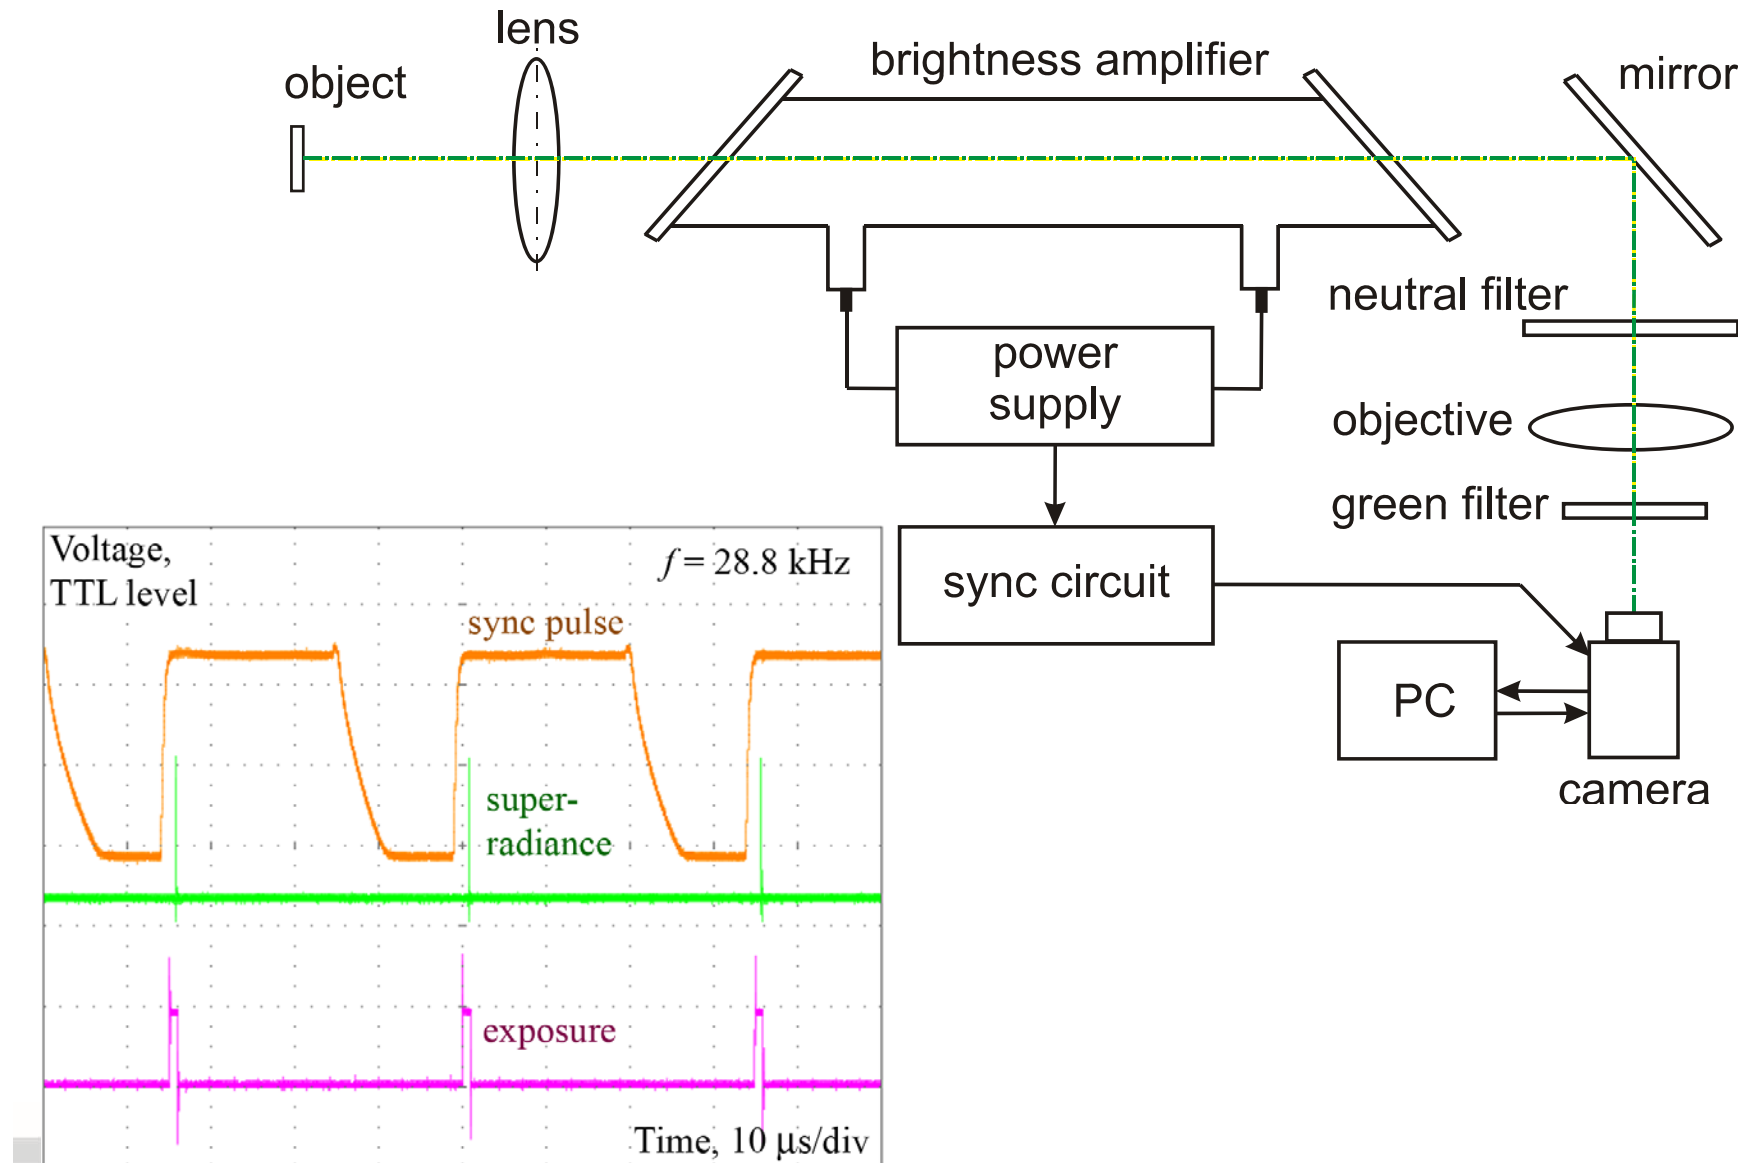 lens
object
brightness amplifier
mirror
neutral filter
power
supply
objective
green filter
sync circuit
PC
camera
Voltage,
TTL level
f = 28.8 kHz
sync pulse
super-
radiance
exposure
Time, 10 μs/div